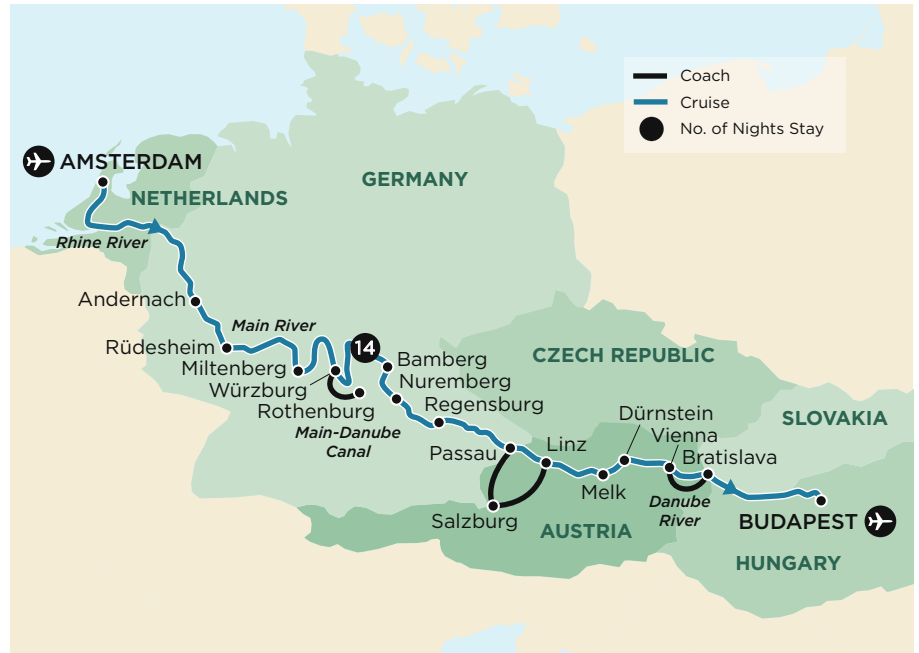 Coach
Cruise
No. of Nights Stay
AMSTERDAM
GERMANY
NETHERLANDS
Rhine River
Andernach
Main River
Rüdesheim
14
Miltenberg
Bamberg
Würzburg
Nuremberg
Rothenburg
Regensburg
Main-Danube
Canal
CZECH REPUBLIC
SLOVAKIA
Dürnstein
Vienna
Passau
Linz
Bratislava
Melk
Danube
River
Salzburg
AUSTRIA
BUDAPEST
HUNGARY